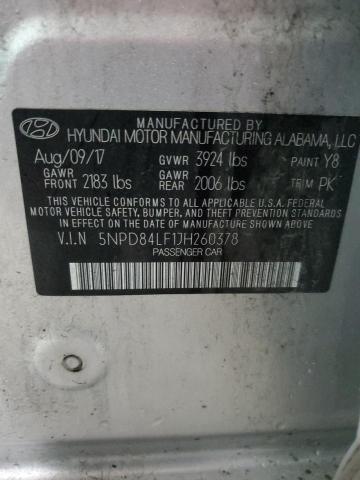 MANUFACTURED BY
HYUNDAI MOTOR MANUFACTURING ALABAMA, LLC
Aug/09/17 GVWR 3924 lbs PAINT Y8
GAWR FRONT 2183 lbs GAWR REAR 2006 lbs TRIM PK
THIS VEHICLE CONFORMS TO ALL APPLICABLE U.S. FEDERAL
MOTOR VEHICLE SAFETY, BUMPER, AND THEFT PREVENTION
STANDARDS IN EFFECT ON THE DATE OF MANUFACTURE SHOWN ABOVE.
V.I.N 5NPD84LF1JH260378
PASSENGER CAR